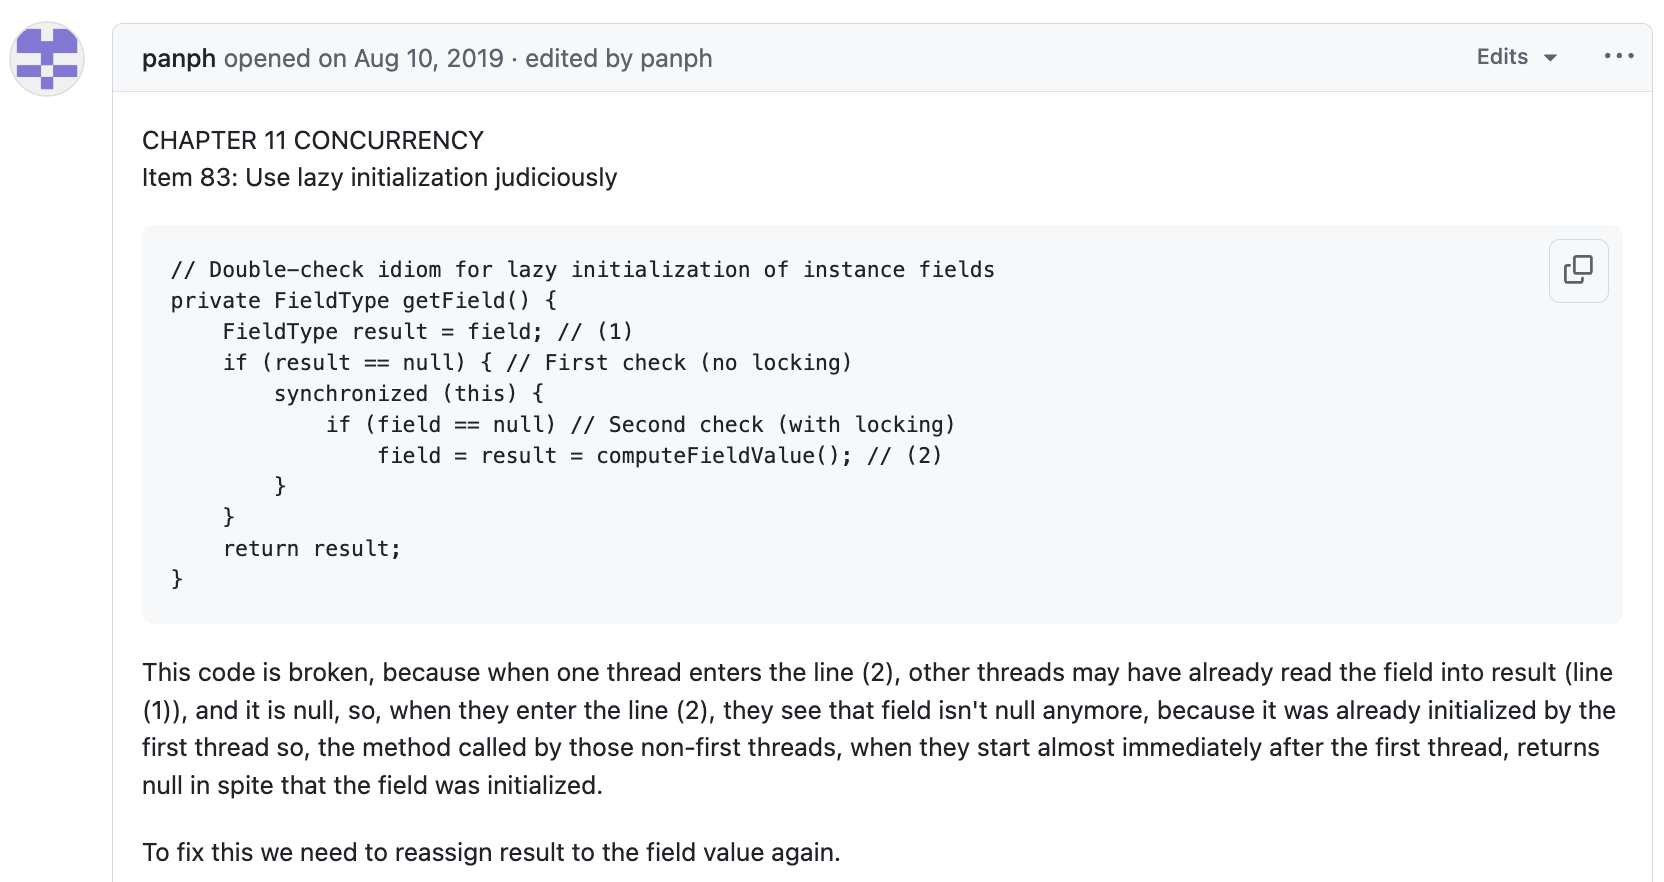 panph opened on Aug 10, 2019 · edited by panph
Edits
CHAPTER 11 CONCURRENCY
Item 83: Use lazy initialization judiciously
// Double-check idiom for lazy initialization of instance fields
private FieldType getField() {
    FieldType result = field; // (1)
    if (result == null) { // First check (no locking)
        synchronized (this) {
            if (field == null) // Second check (with locking)
                field = result = computeFieldValue(); // (2)
        }
    }
    return result;
}
This code is broken, because when one thread enters the line (2), other threads may have already read the field into result (line
(1)), and it is null, so, when they enter the line (2), they see that field isn't null anymore, because it was already initialized by the
first thread so, the method called by those non-first threads, when they start almost immediately after the first thread, returns
null in spite that the field was initialized.
To fix this we need to reassign result to the field value again.